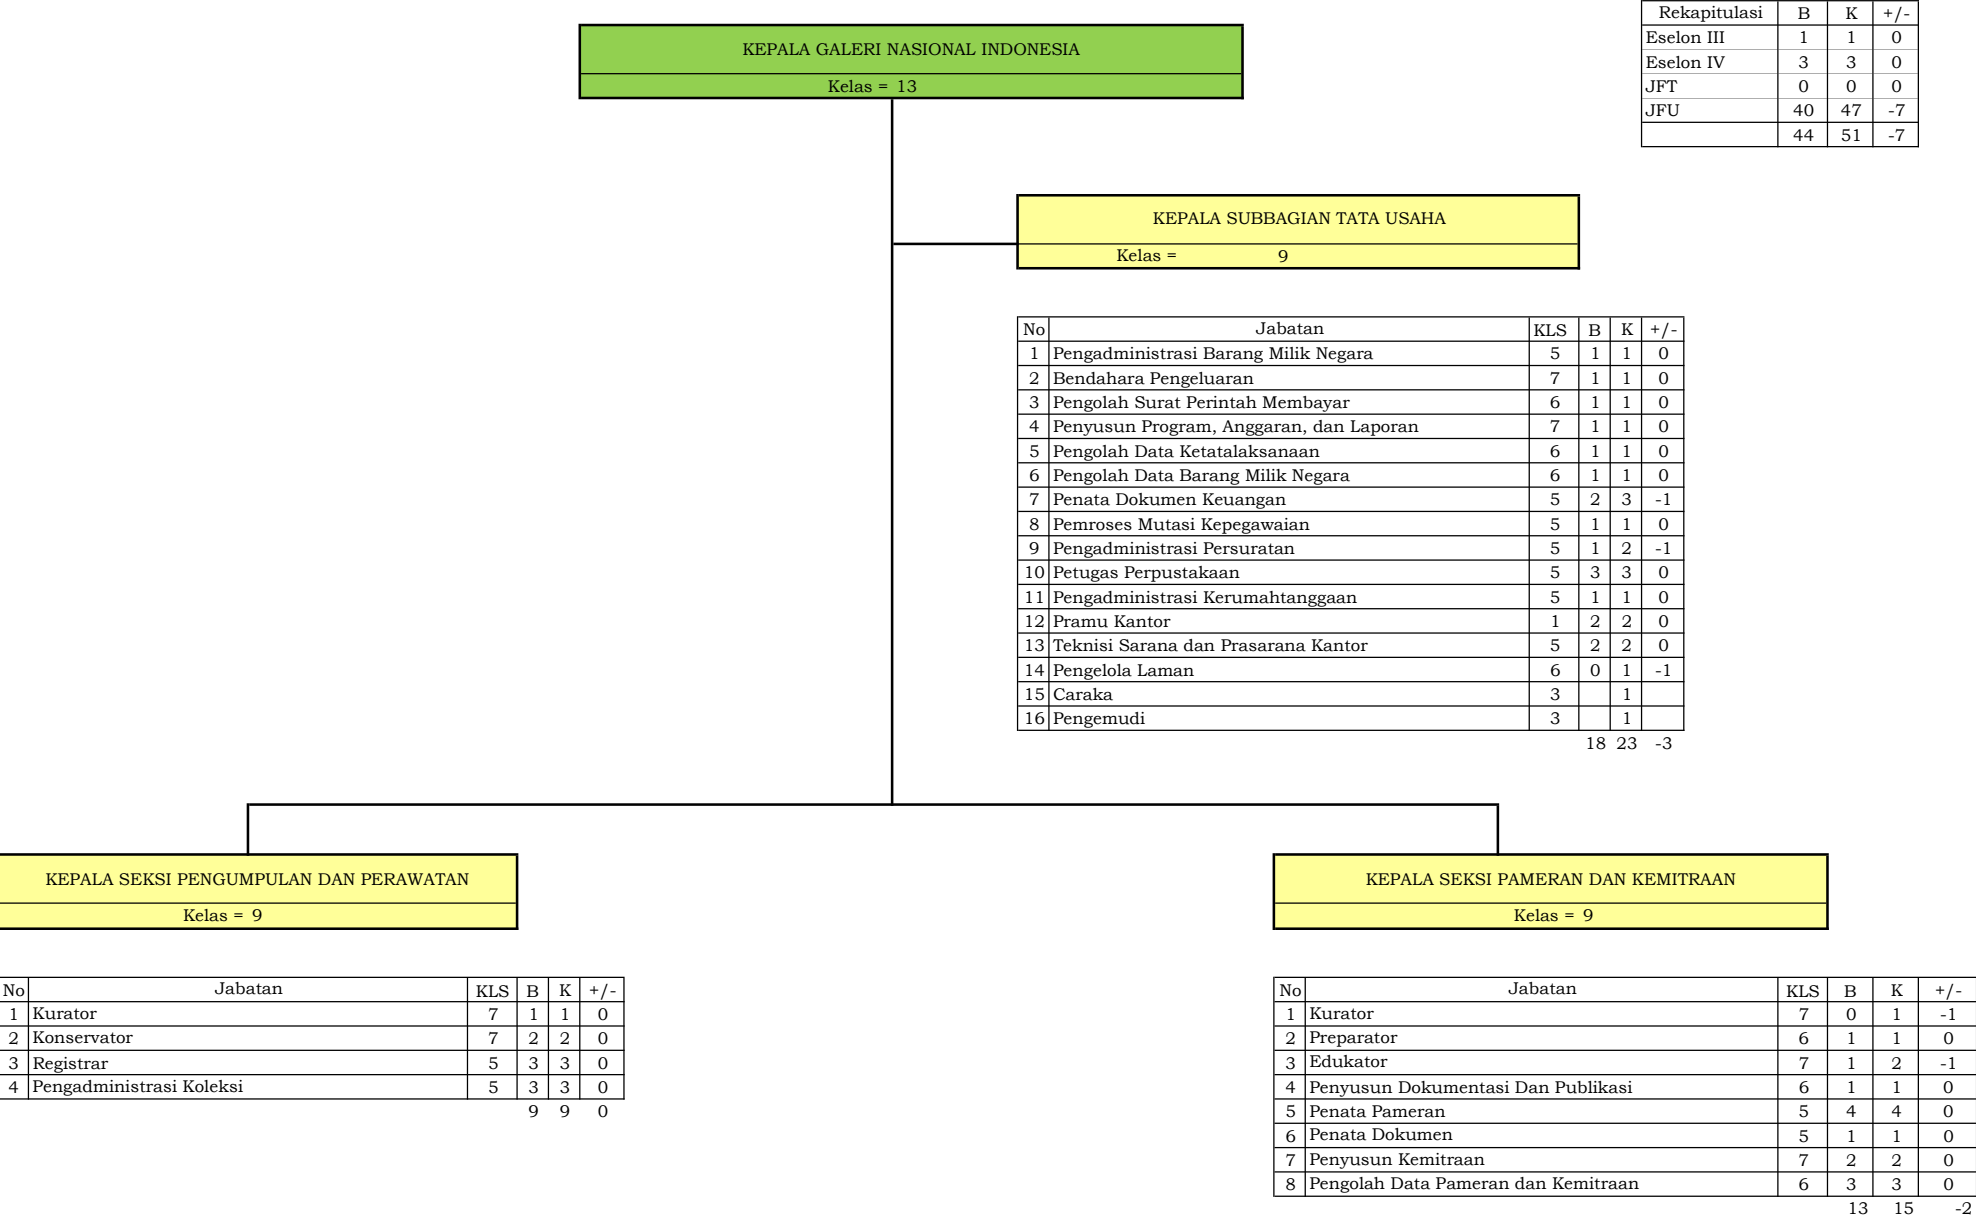 Rekapitulasi B K +/-
Eselon III 1 1 0
Eselon IV 3 3 0
JFT 0 0 0
JFU 40 47 -7
44 51 -7
KEPALA GALERI NASIONAL INDONESIA
Kelas = 13
KEPALA SUBBAGIAN TATA USAHA
Kelas = 9
No Jabatan KLS B K +/-
1 Pengadministrasi Barang Milik Negara 5 1 1 0
2 Bendahara Pengeluaran 7 1 1 0
3 Pengolah Surat Perintah Membayar 6 1 1 0
4 Penyusun Program, Anggaran, dan Laporan 7 1 1 0
5 Pengolah Data Ketatalaksanaan 6 1 1 0
6 Pengolah Data Barang Milik Negara 6 1 1 0
7 Penata Dokumen Keuangan 5 2 3 -1
8 Pemroses Mutasi Kepegawaian 5 1 1 0
9 Pengadministrasi Persuratan 5 1 2 -1
10 Petugas Perpustakaan 5 3 3 0
11 Pengadministrasi Kerumahtanggaan 5 1 1 0
12 Pramu Kantor 1 2 2 0
13 Teknisi Sarana dan Prasarana Kantor 5 2 2 0
14 Pengelola Laman 6 0 1 -1
15 Caraka 3 1
16 Pengemudi 3 1
18 23 -3
KEPALA SEKSI PENGUMPULAN DAN PERAWATAN
Kelas = 9
No Jabatan KLS B K +/-
1 Kurator 7 1 1 0
2 Konservator 7 2 2 0
3 Registrar 5 3 3 0
4 Pengadministrasi Koleksi 5 3 3 0
9 9 0
KEPALA SEKSI PAMERAN DAN KEMITRAAN
Kelas = 9
No Jabatan KLS B K +/-
1 Kurator 7 0 1 -1
2 Preparator 6 1 1 0
3 Edukator 7 1 2 -1
4 Penyusun Dokumentasi Dan Publikasi 6 1 1 0
5 Penata Pameran 5 4 4 0
6 Penata Dokumen 5 1 1 0
7 Penyusun Kemitraan 7 2 2 0
8 Pengolah Data Pameran dan Kemitraan 6 3 3 0
13 15 -2